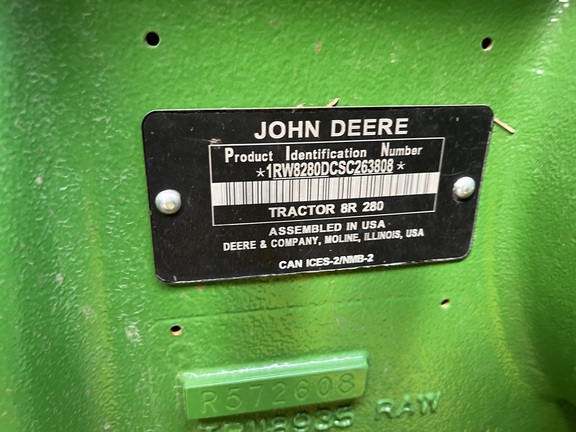 JOHN DEERE
Product Identification Number
*1RW8280DCSC263808*
TRACTOR 8R 280
ASSEMBLED IN USA
DEERE & COMPANY, MOLINE, ILLINOIS, USA
CAN ICES-2/NMB-2
R572608
RAW